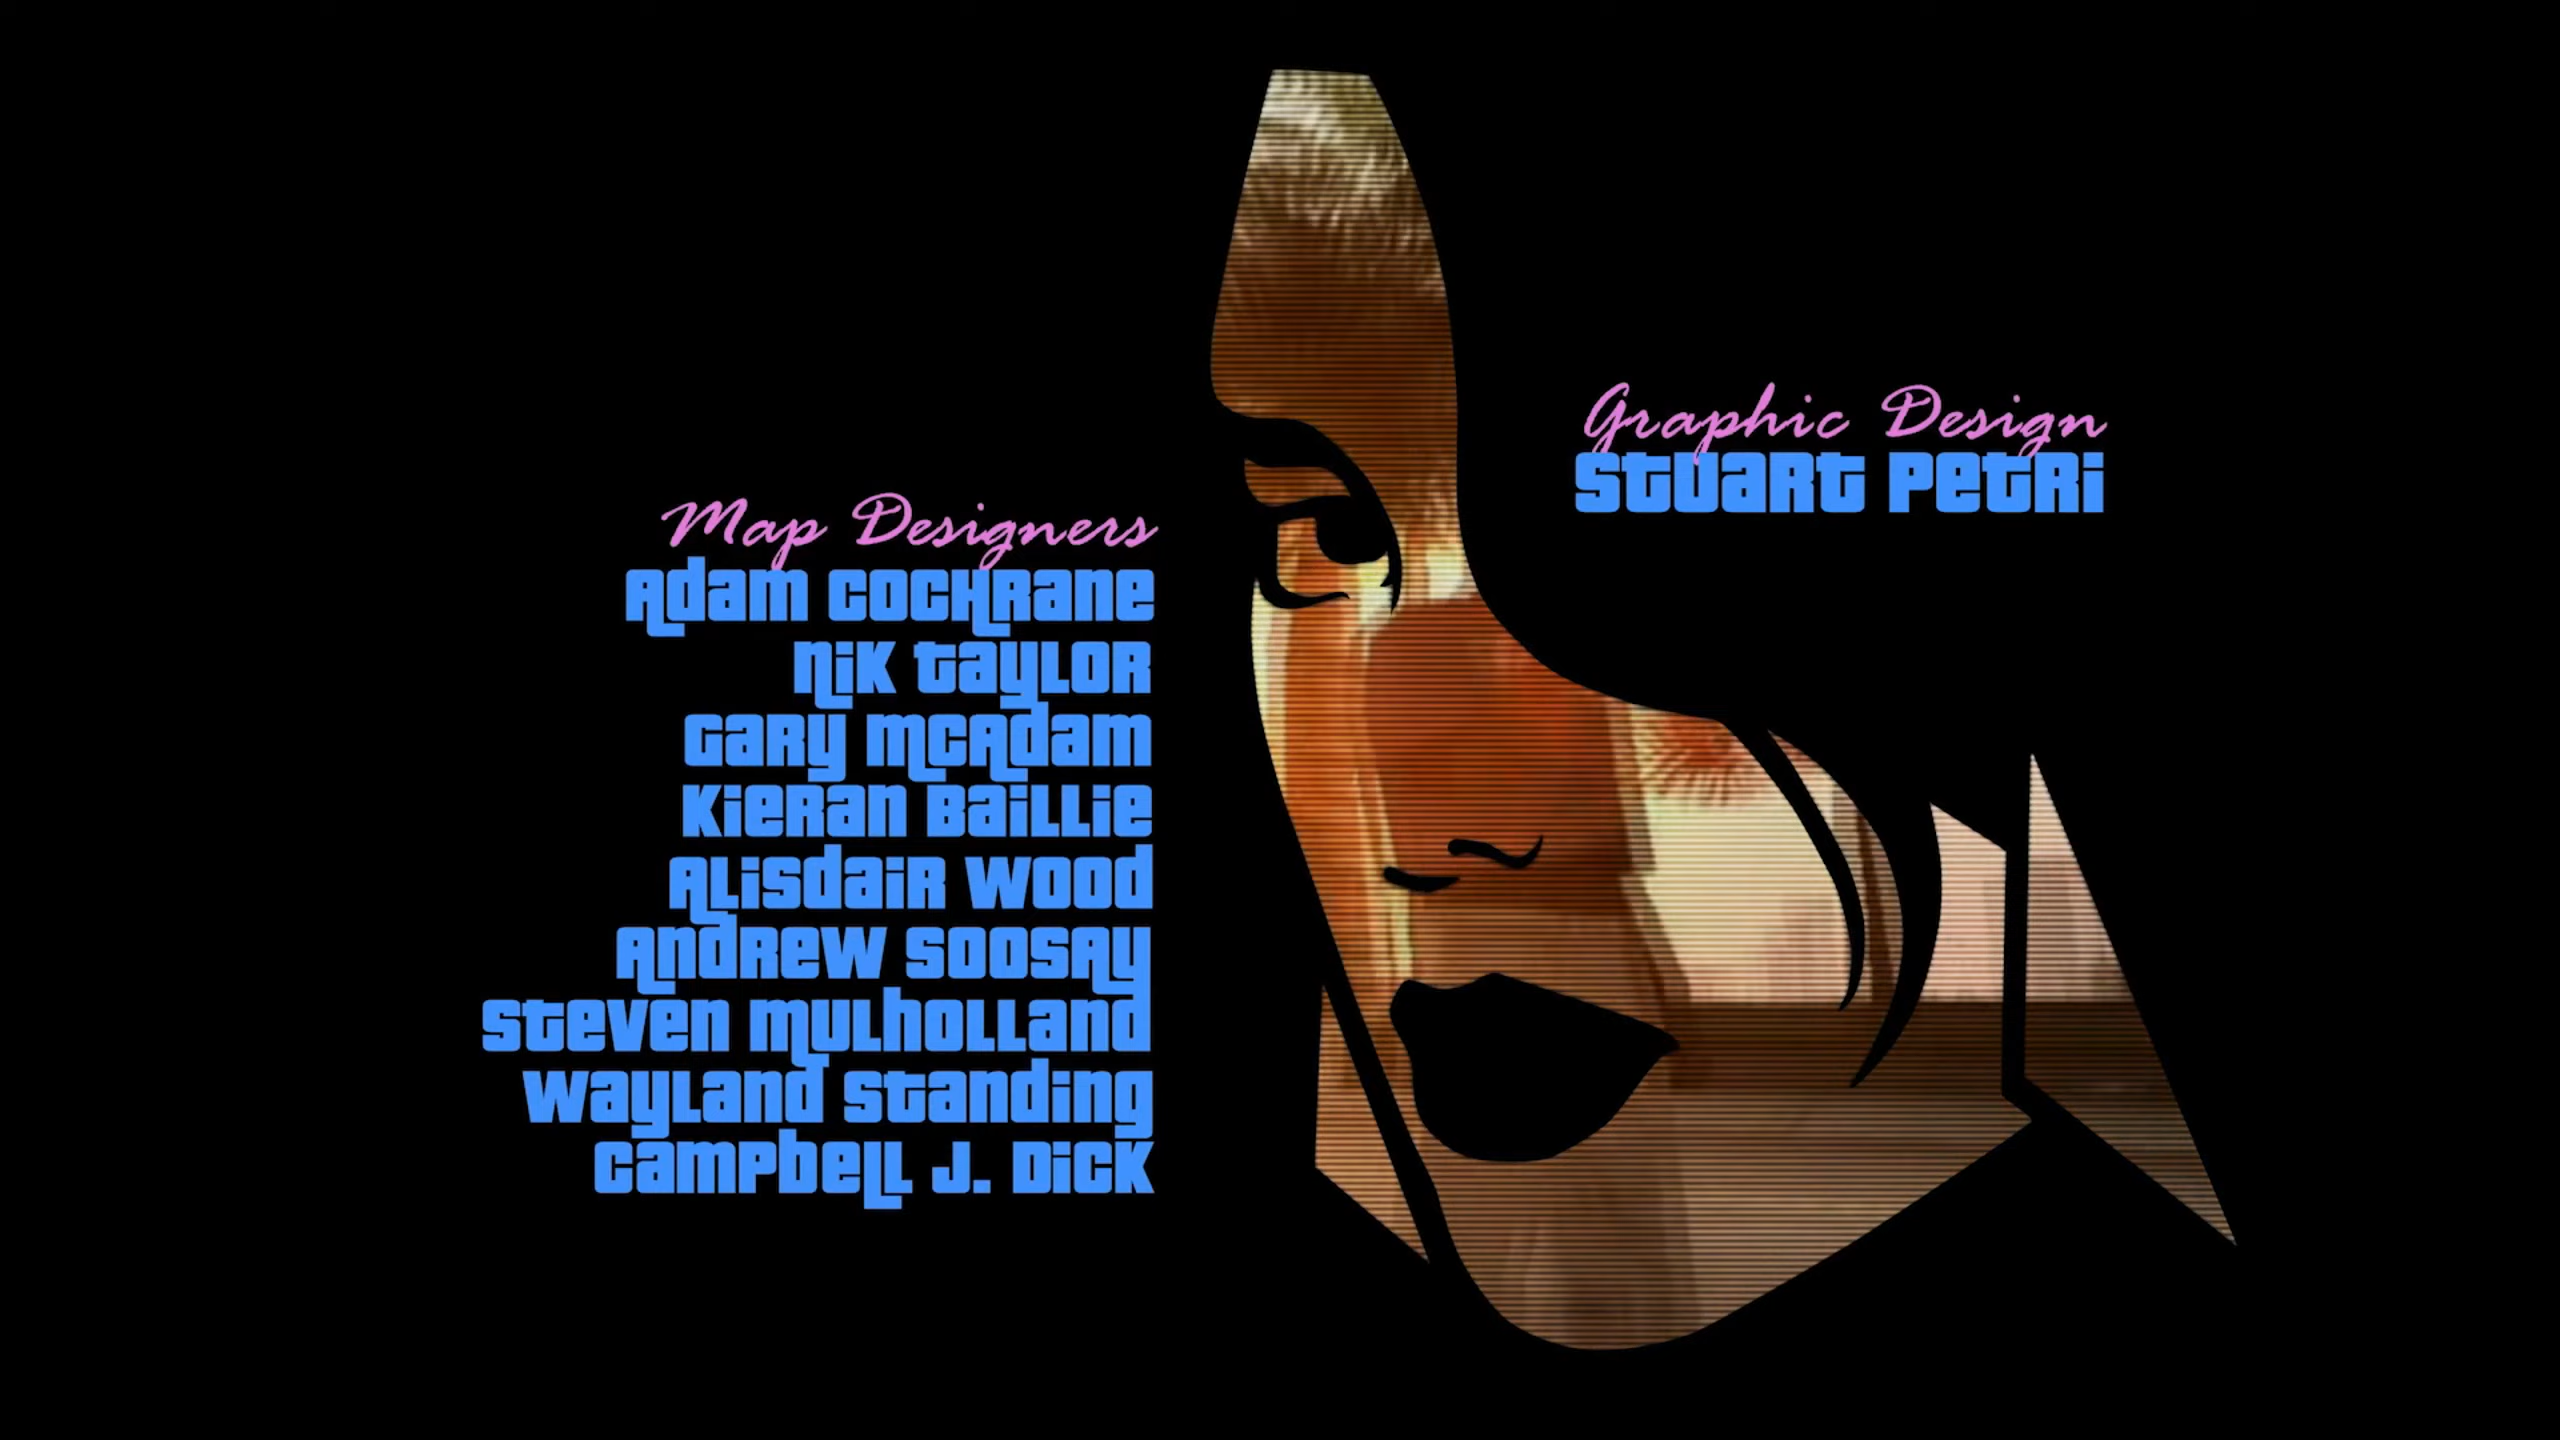 Map Designers
Adam Cochrane
Nik Taylor
Gary McAdam
Kieran Baillie
Alisdair Wood
Andrew Soosay
Steven Mulholland
Wayland Standing
Campbell J. Dick
Graphic Design
Stuart Petri